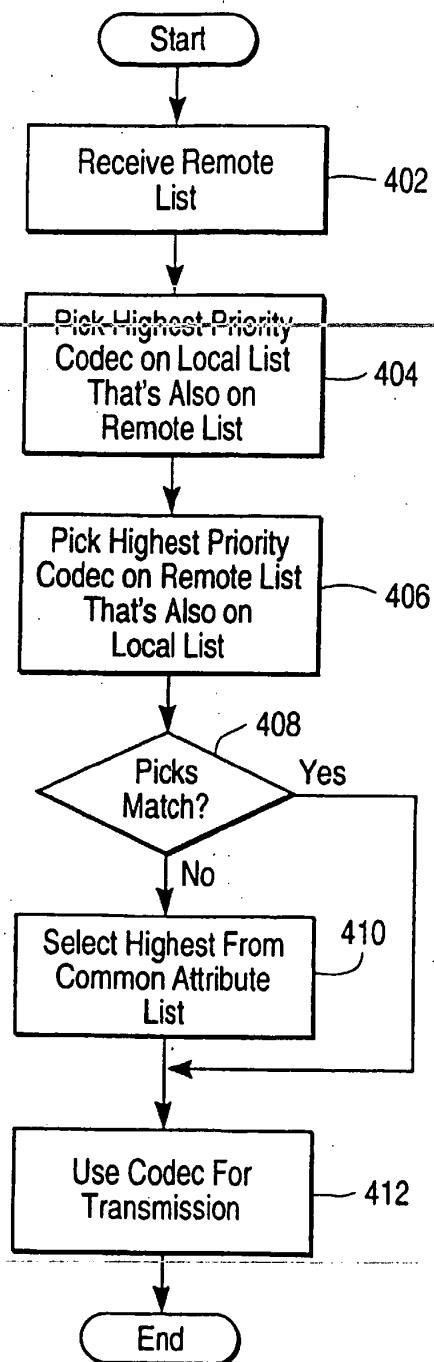 Start
Receive Remote
List
402
Pick Highest Priority
Codec on Local List
That's Also on
Remote List
404
Pick Highest Priority
Codec on Remote List
That's Also on
Local List
406
408
Picks
Match?
Yes
No
Select Highest From
Common Attribute
List
410
Use Codec For
Transmission
412
End